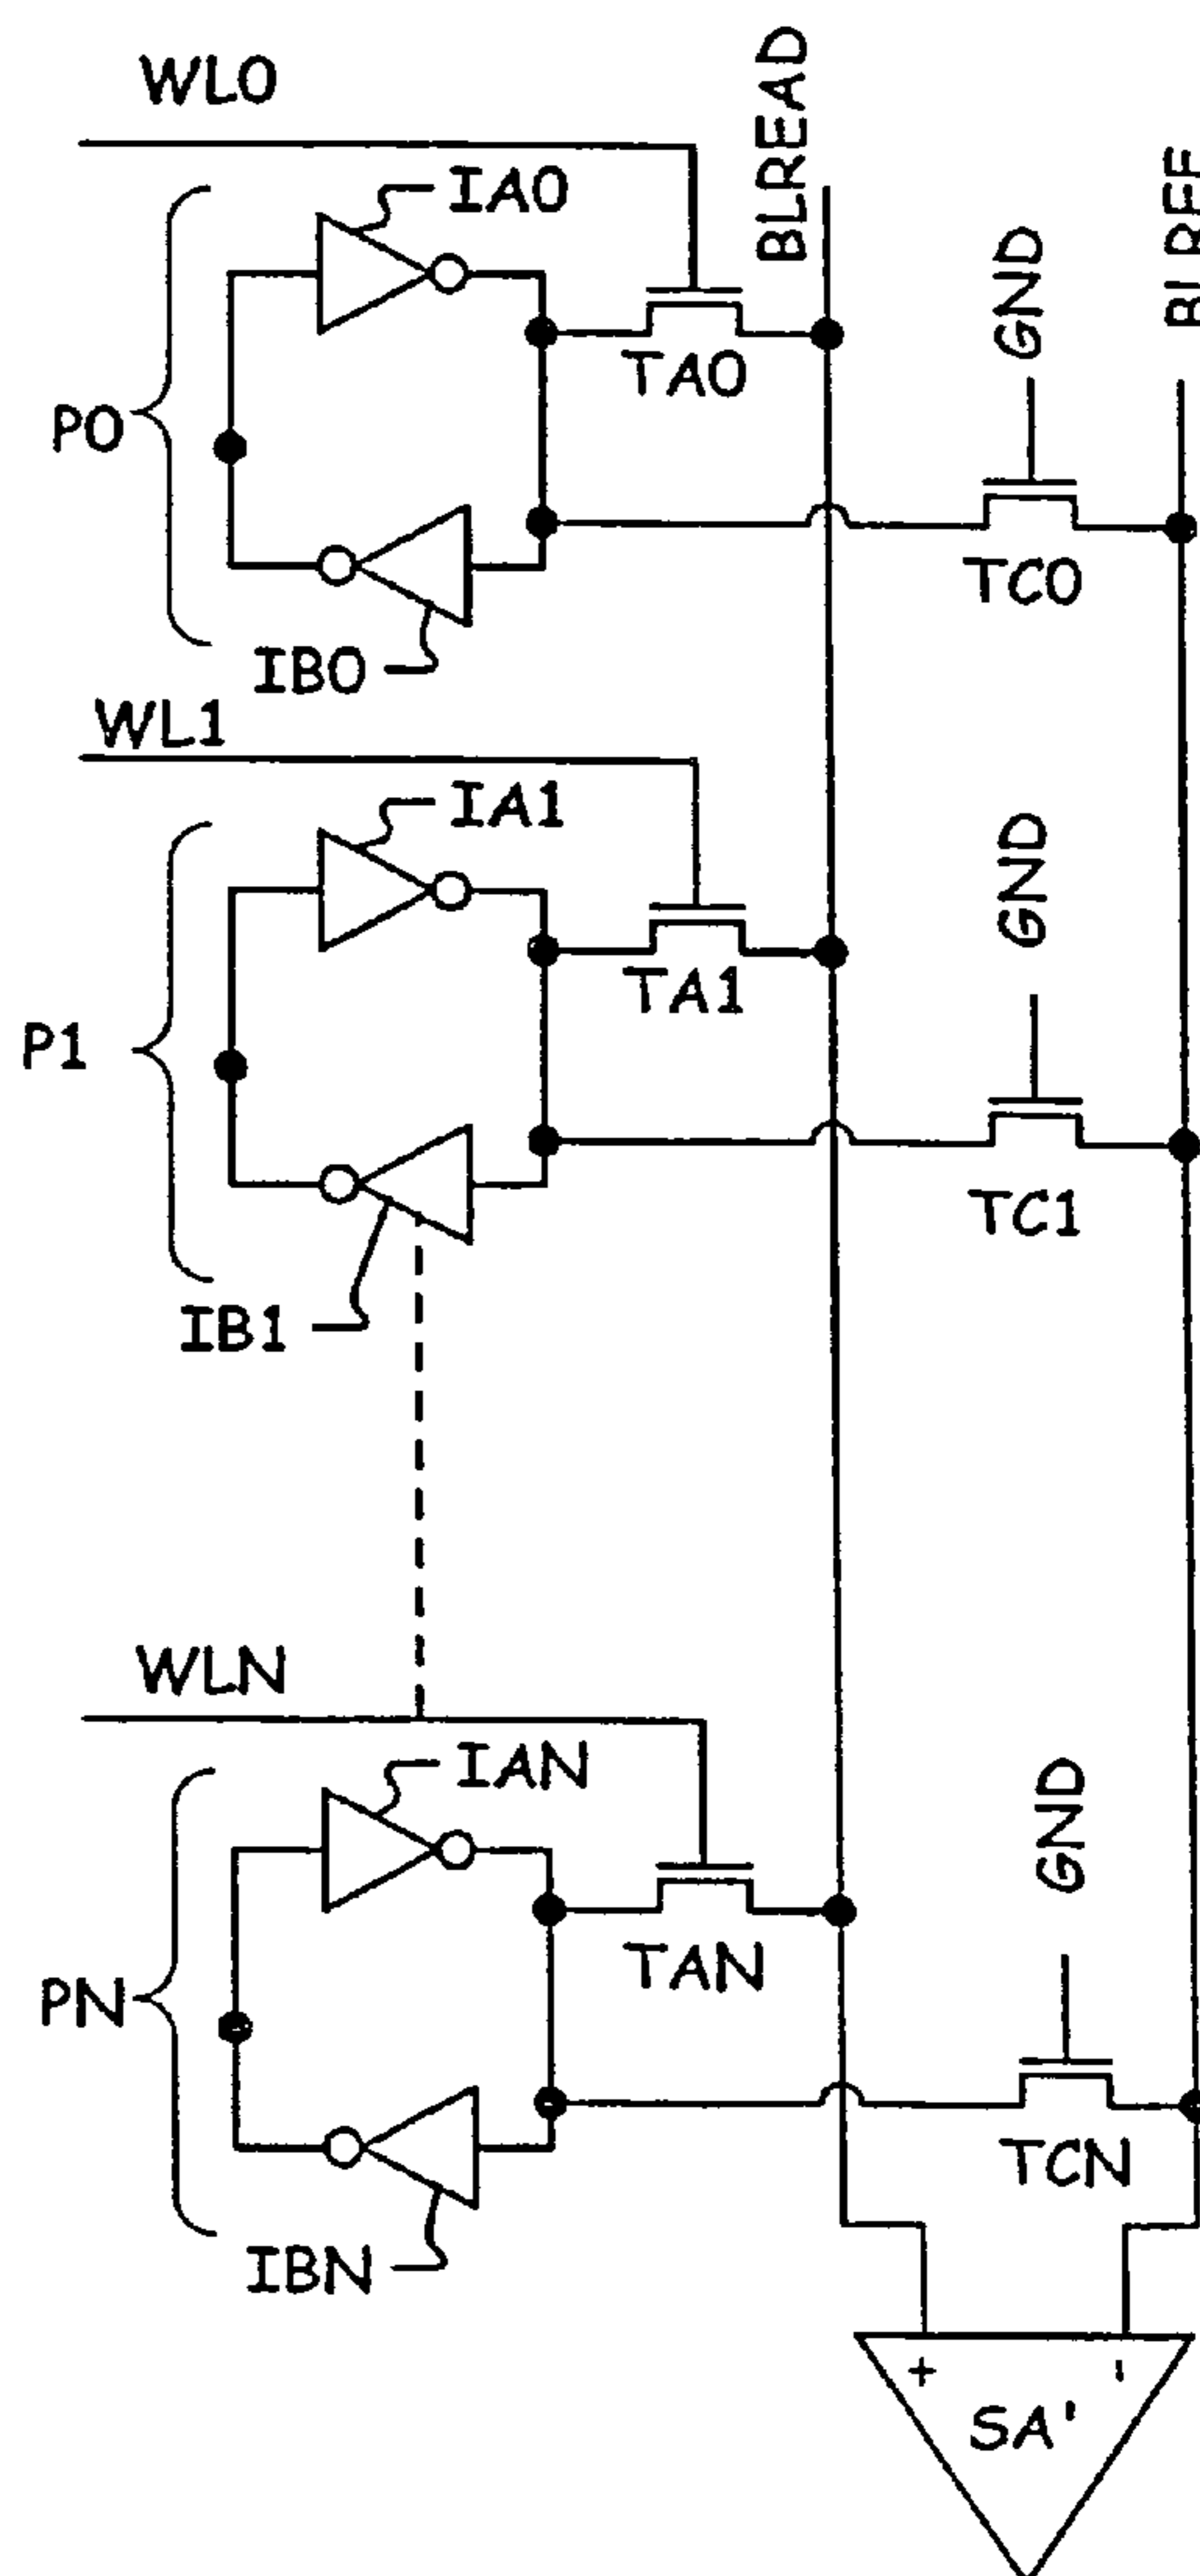 WL0
BLREAD
IA0
GND
TA0
P0
TC0
IB0
WL1
IA1
GND
TA1
P1
TC1
IB1
WLN
IAN
GND
TAN
PN
TCN
IBN
+
-
SA'